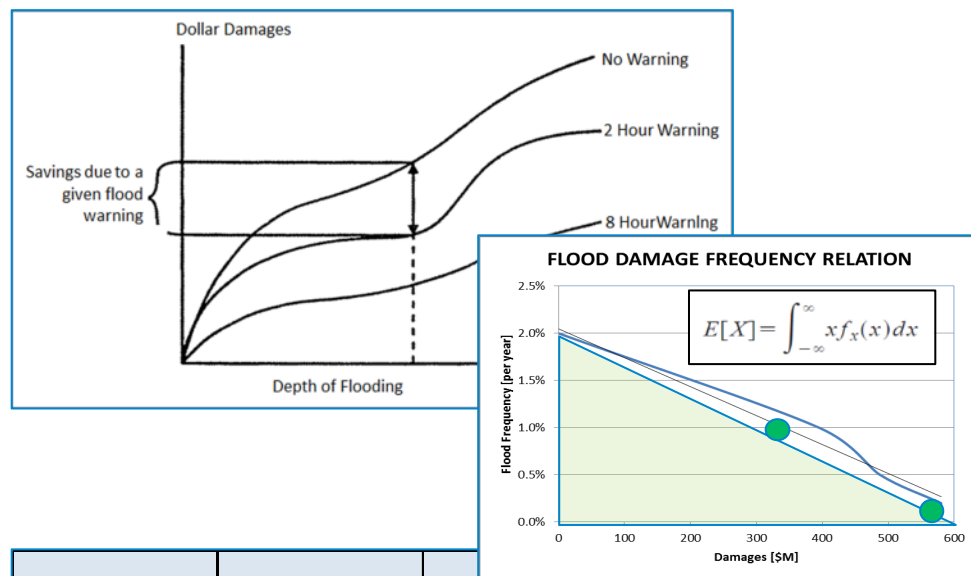 Dollar Damages
No Warning
2 Hour Warning
Savings due to a
given flood
warning
8 HourWarnlng
Depth of Flooding
FLOOD DAMAGE FREQUENCY RELATION
E[X]=∫_{-∞}^{∞} xf_x(x)dx
Flood Frequency [per year]
2.5%
2.0%
1.5%
1.0%
0.5%
0.0%
0 100 200 300 400 500 600
Damages [$M]